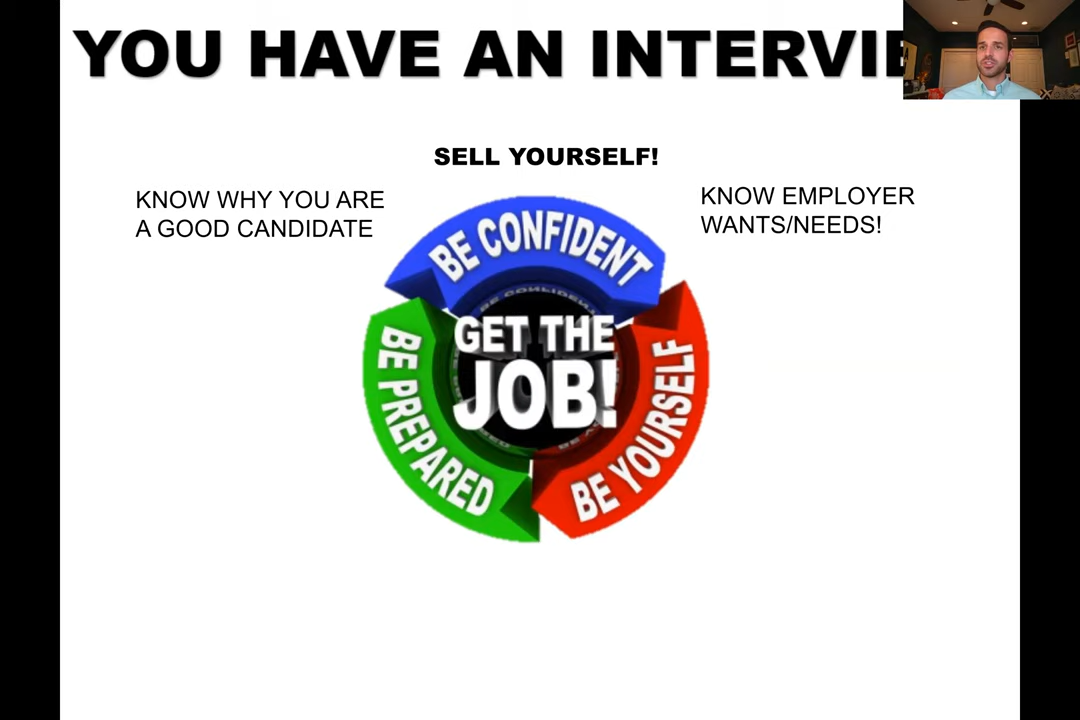 YOU HAVE AN INTERVIE
SELL YOURSELF!
KNOW WHY YOU ARE
A GOOD CANDIDATE
KNOW EMPLOYER
WANTS/NEEDS!
BE CONFIDENT
BE PREPARED
BE YOURSELF
GET THE
JOB!